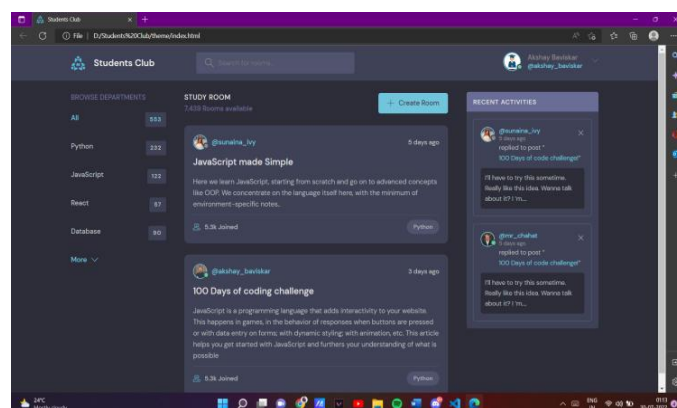 Students Club
File | D:/Students%20Club/theme/index.html
Students Club
Search for rooms...
Akshay Baviskar
@akshay_baviskar
BROWSE DEPARTMENTS
All 553
Python 232
JavaScript 122
React 57
Database 90
More
STUDY ROOM
7,429 Rooms available
+ Create Room
@sunaina_ivy 5 days ago
JavaScript made Simple
Here we learn JavaScript, starting from scratch and go on to advanced concepts
like OOP. We concentrate on the language itself here, with the minimum of
environment-specific notes.
5.3k Joined Python
@akshay_baviskar 3 days ago
100 Days of coding challenge
JavaScript is a programming language that adds interactivity to your website.
This happens in games, in the behavior of responses when buttons are pressed
or with data entry on forms; with dynamic styling; with animation, etc. This article
helps you get started with JavaScript and furthers your understanding of what is
possible
5.3k Joined Python
RECENT ACTIVITIES
@sunaina_ivy
5 days ago
replied to post "
100 Days of code challenge!"
I'll have to try this sometime.
Really like this idea. Wanna talk
about it? I'm...
@mr_chahat
5 days ago
replied to post "
100 Days of code challenge!"
I'll have to try this sometime.
Really like this idea. Wanna talk
about it? I'm...
24°C
Mostly cloudy
ENG
IN
01:13